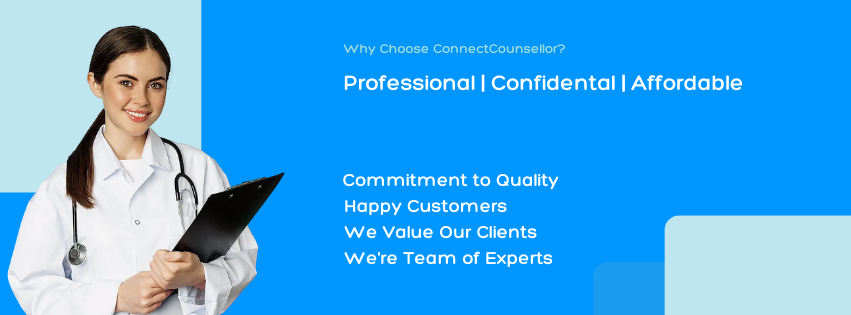 Why Choose ConnectCounsellor?
Professional | Confidental | Affordable
Commitment to Quality
Happy Customers
We Value Our Clients
We're Team of Experts